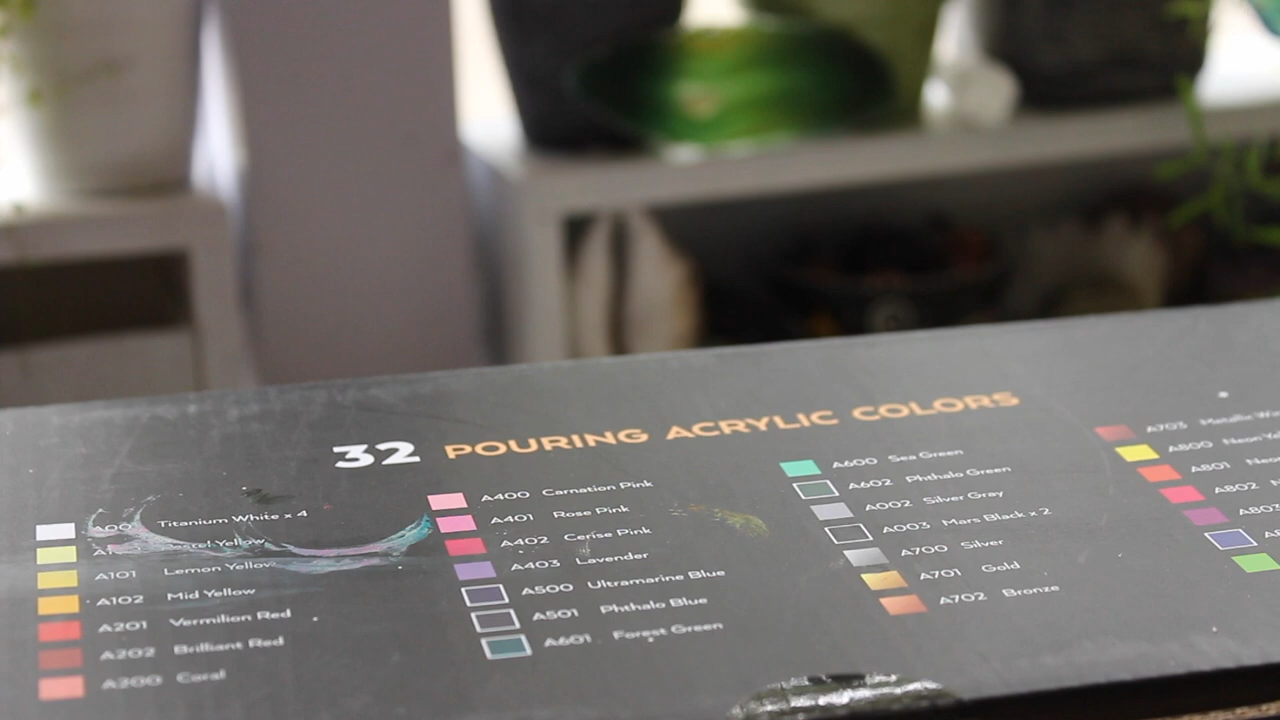 32 POURING ACRYLIC COLORS
Titanium White x 4
Yellow
A101 Lemon Yellow
A102 Mid Yellow
A201 Vermilion Red
A202 Brilliant Red
A200 Coral
A400 Carnation Pink
A401 Rose Pink
A402 Cerise Pink
A403 Lavender
A500 Ultramarine Blue
A501 Phthalo Blue
A601 Forest Green
A600 Sea Green
A602 Phthalo Green
A002 Silver Gray
A003 Mars Black x 2
A700 Silver
A701 Gold
A702 Bronze
A703 Metallic
A800 Neon
A801
A802